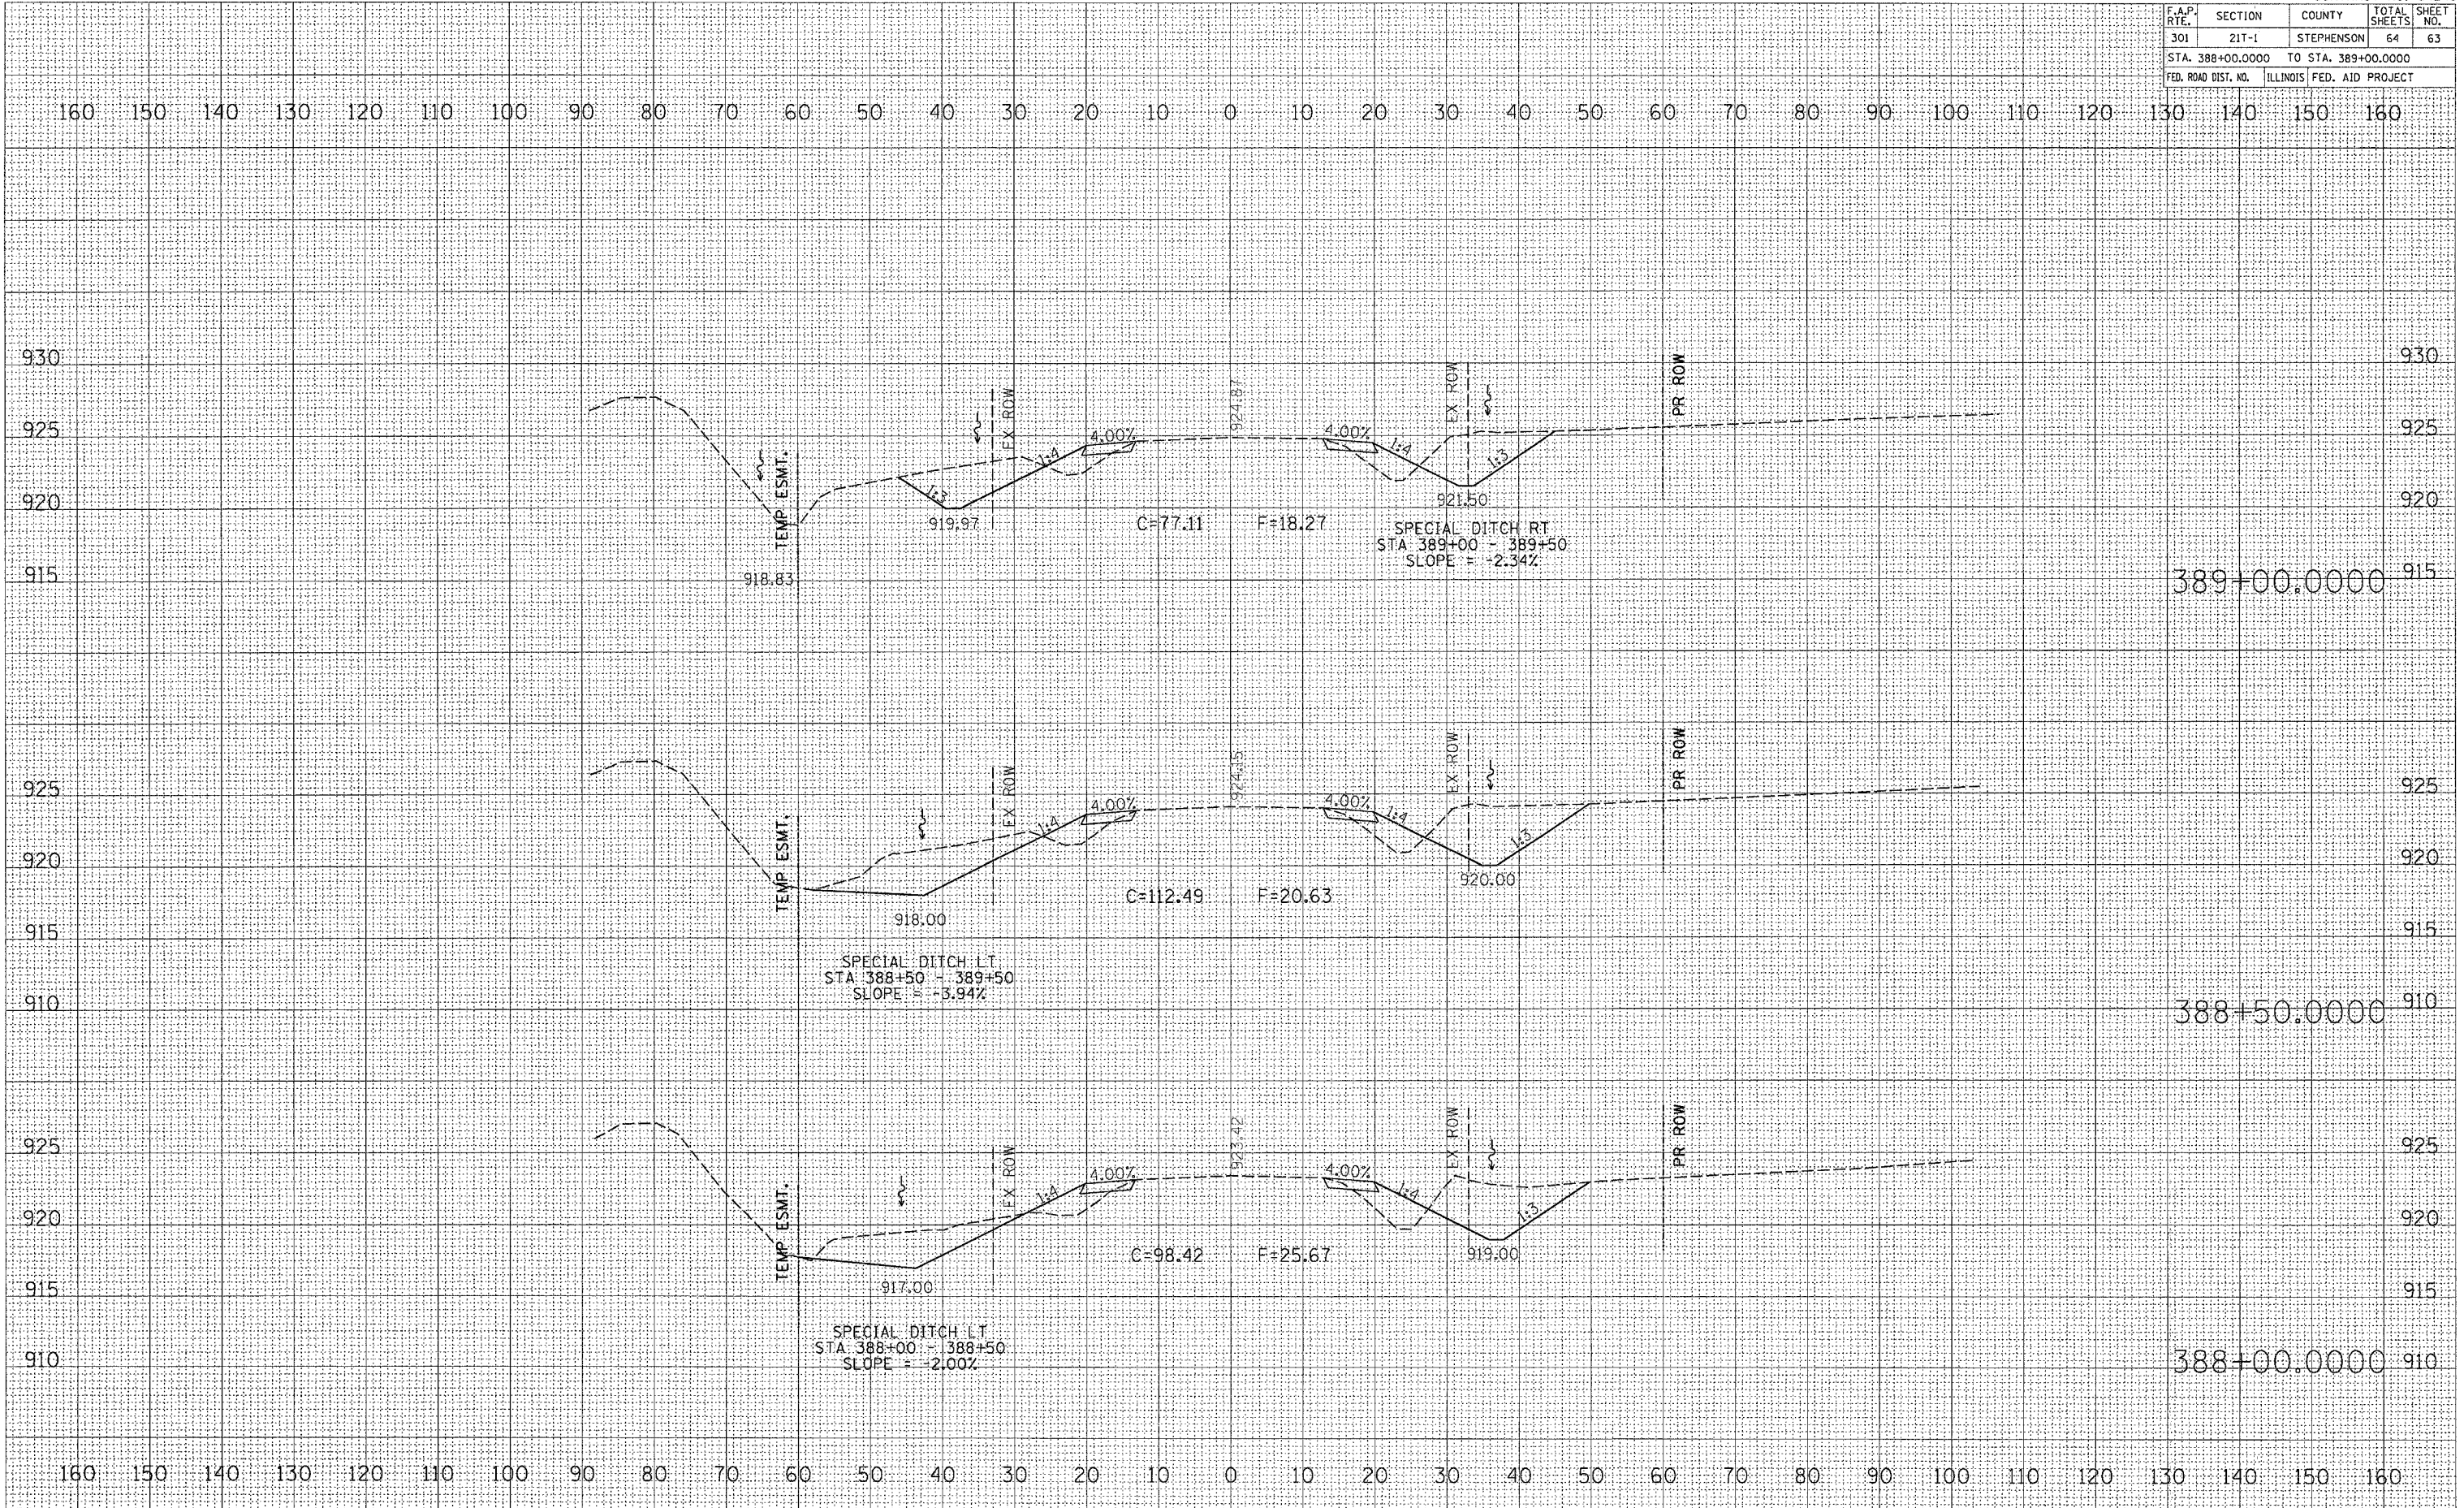 F.A.P. RTE. SECTION COUNTY TOTAL SHEETS SHEET NO.
301 21T-1 STEPHENSON 64 63
STA. 388+00.0000 TO STA. 389+00.0000
FED. ROAD DIST. NO. ILLINOIS FED. AID PROJECT
160 150 140 130 120 110 100 90 80 70 60 50 40 30 20 10 0 10 20 30 40 50 60 70 80 90 100 110 120 130 140 150 160
930 930
925 925
920 920
915 915
TEMP ESMT.
EX ROW
924.87
EX ROW
PR ROW
4.00% 4.00%
1:3 1:4 1:4 1:3
919.97
921.50
918.83
C=77.11 F=18.27
SPECIAL DITCH RT
STA 389+00 - 389+50
SLOPE = -2.34%
389+00.0000
925 925
920 920
915 915
910 910
TEMP ESMT.
EX ROW
924.15
EX ROW
PR ROW
4.00% 4.00%
1:4 1:4 1:3
918.00
920.00
C=112.49 F=20.63
SPECIAL DITCH LT
STA 388+50 - 389+50
SLOPE = -3.94%
388+50.0000
925 925
920 920
915 915
910 910
TEMP ESMT.
EX ROW
923.42
EX ROW
PR ROW
4.00% 4.00%
1:4 1:4 1:3
917.00
919.00
C=98.42 F=25.67
SPECIAL DITCH LT
STA 388+00 - 388+50
SLOPE = -2.00%
388+00.0000
160 150 140 130 120 110 100 90 80 70 60 50 40 30 20 10 0 10 20 30 40 50 60 70 80 90 100 110 120 130 140 150 160